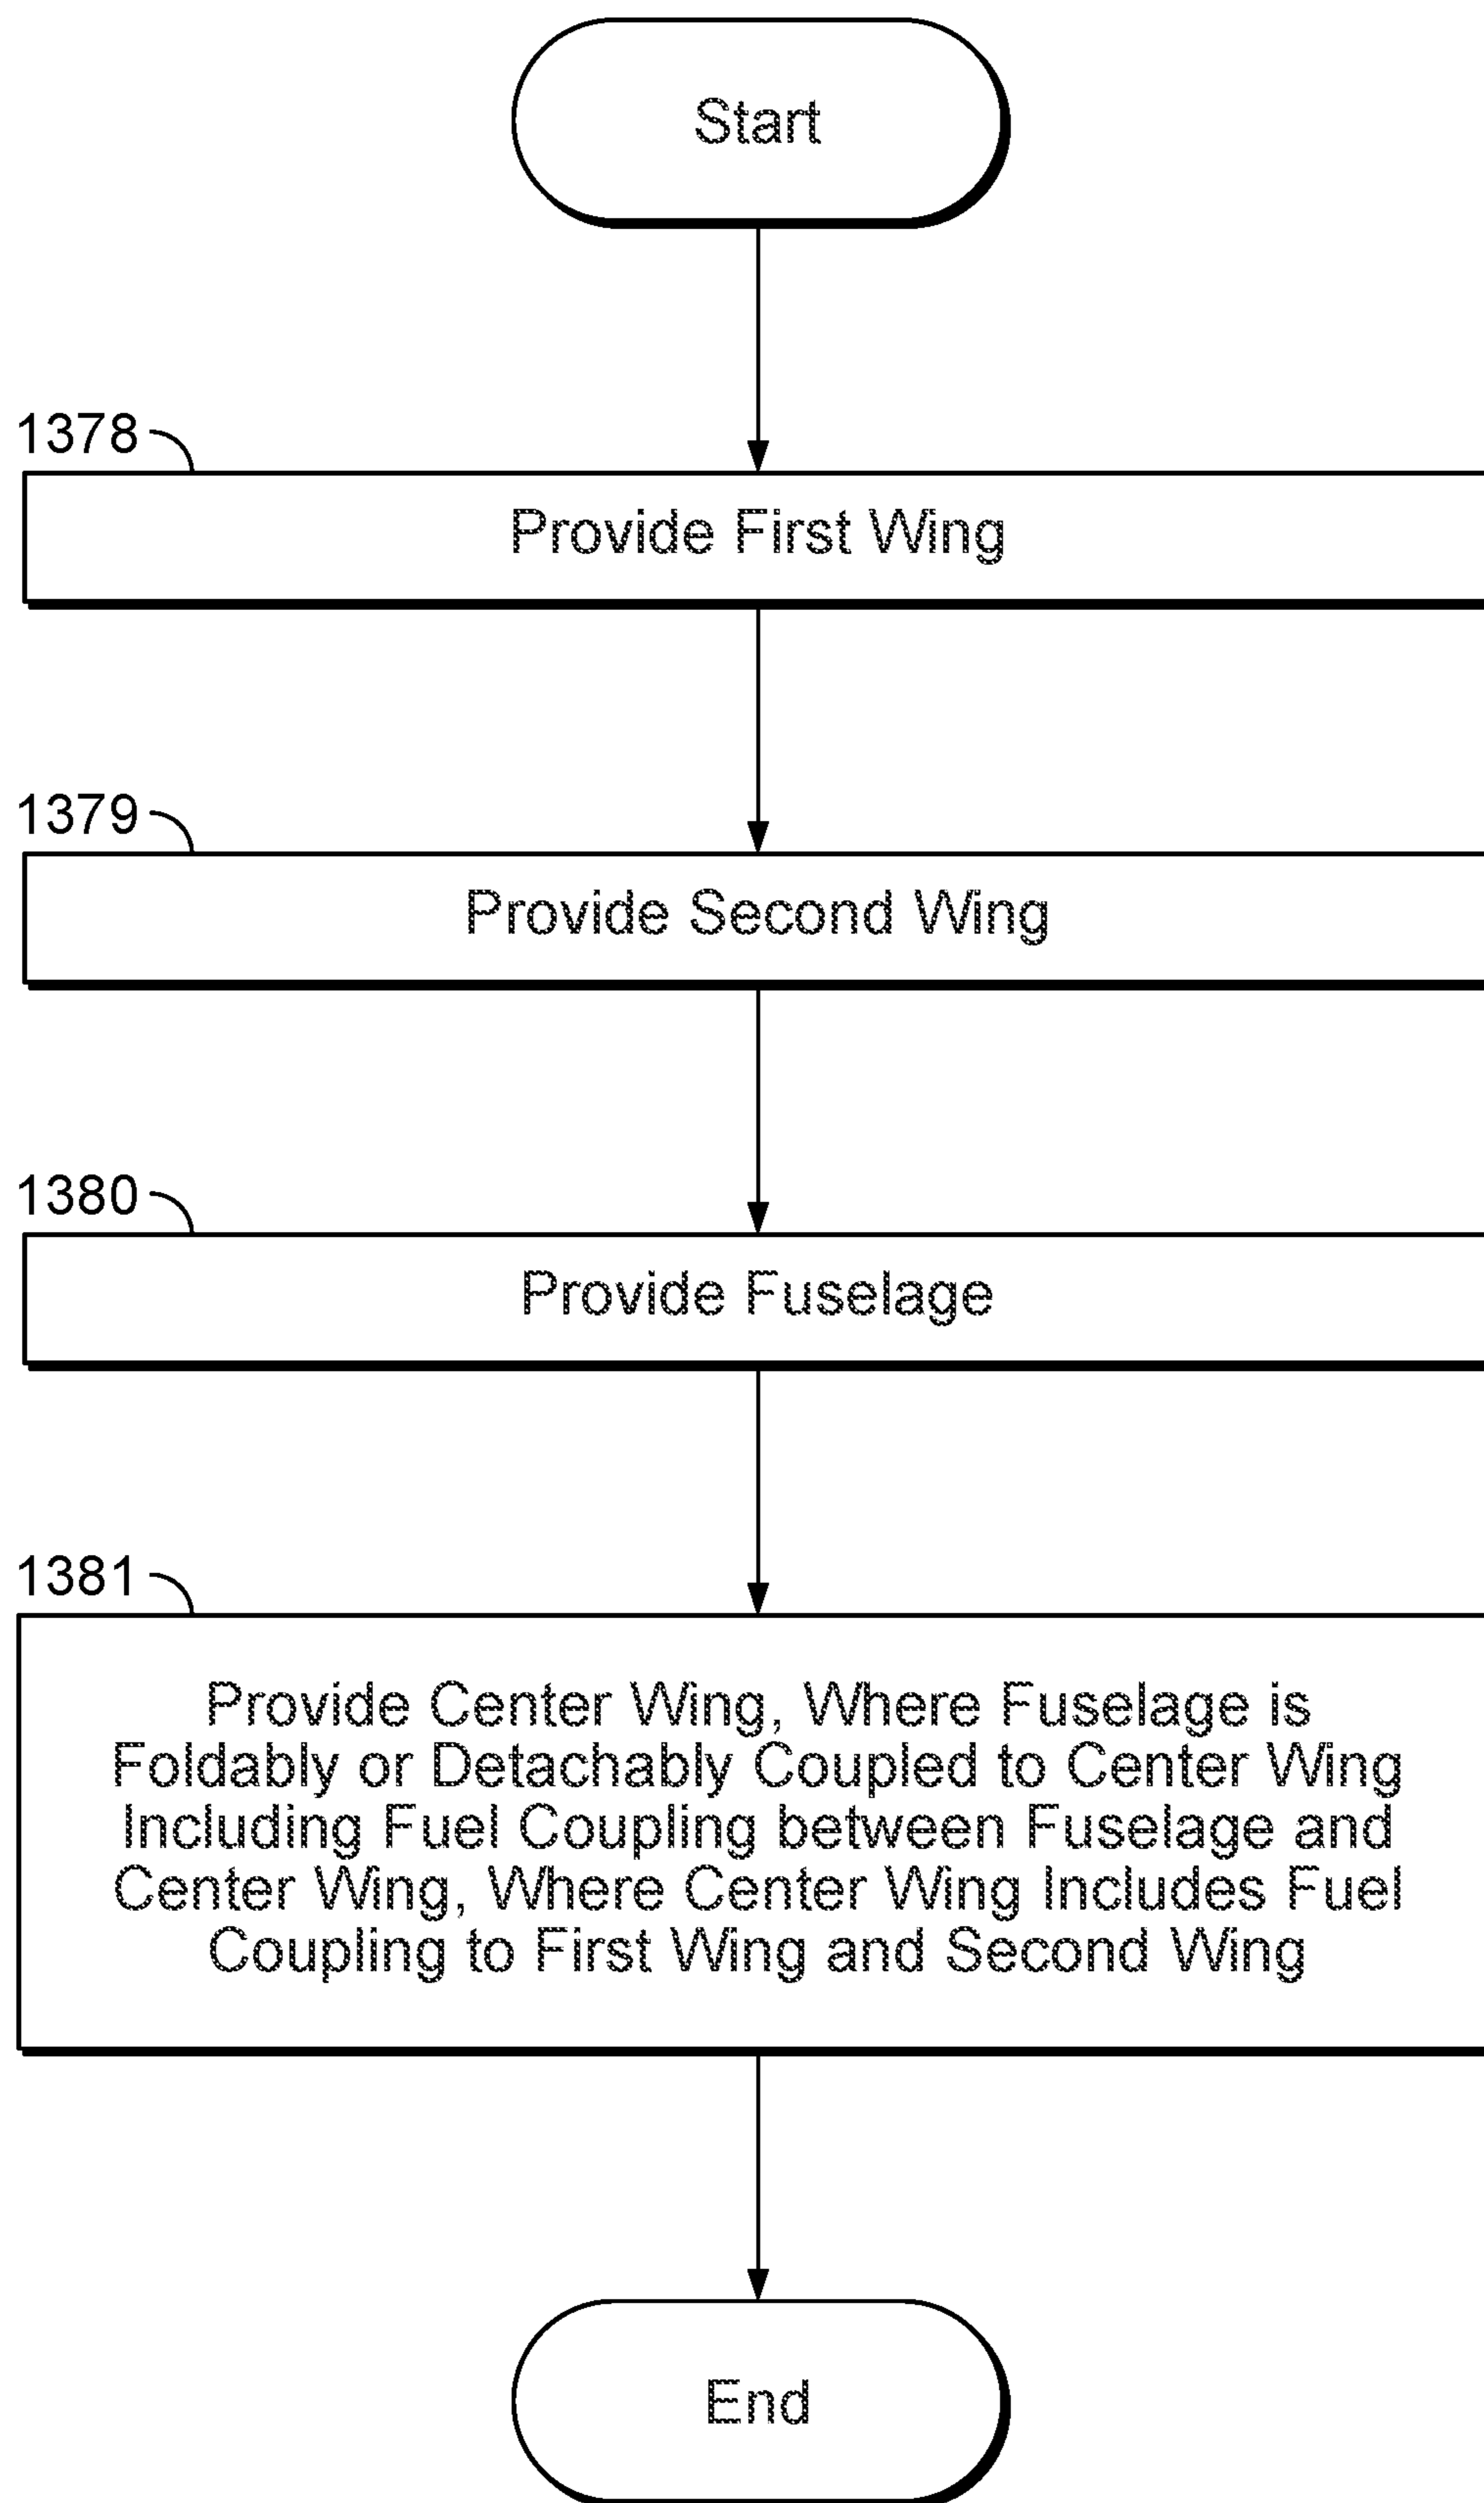 Start
1378
Provide First Wing
1379
Provide Second Wing
1380
Provide Fuselage
1381
Provide Center Wing, Where Fuselage is
Foldably or Detachably Coupled to Center Wing
Including Fuel Coupling between Fuselage and
Center Wing, Where Center Wing Includes Fuel
Coupling to First Wing and Second Wing
End